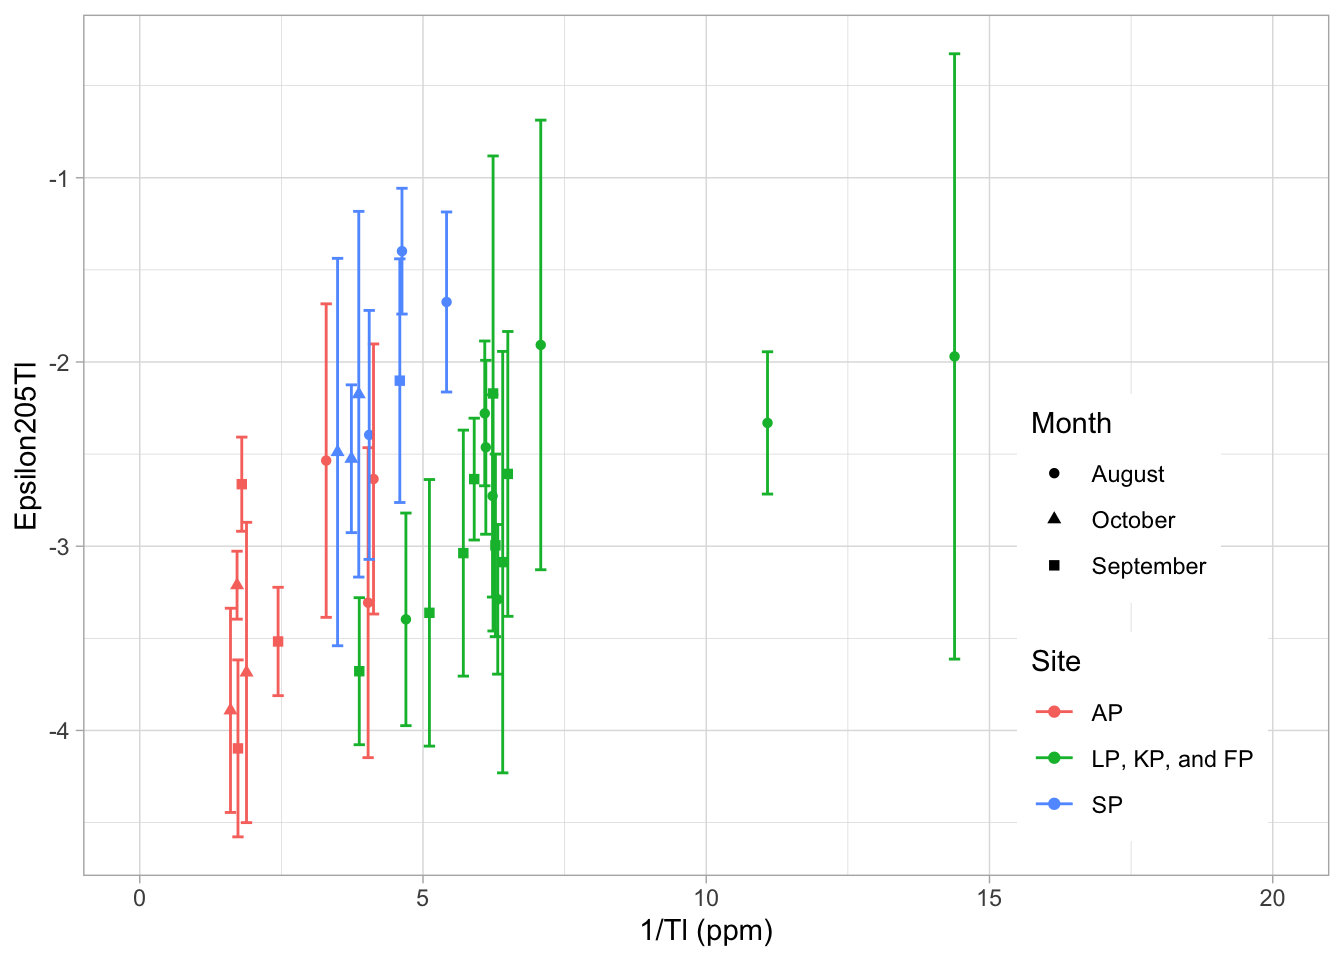 Epsilon205Tl
-1
-2
-3
-4
0
5
10
15
20
1/Tl (ppm)
Month
August
October
September
Site
AP
LP, KP, and FP
SP